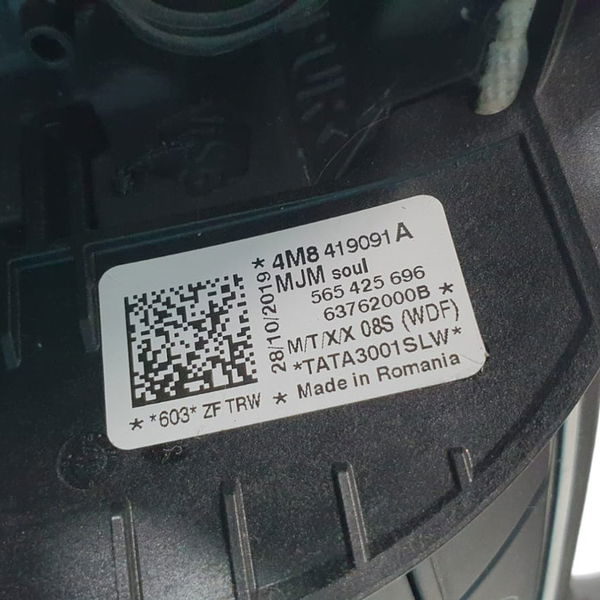 *4M8 419091 A
MJM soul
565 425 696
63762000B *
M/T/X/X 08S (WDF)
*TATA3001SLW*
* Made in Romania
28/10/2019
* *603* ZF TRW